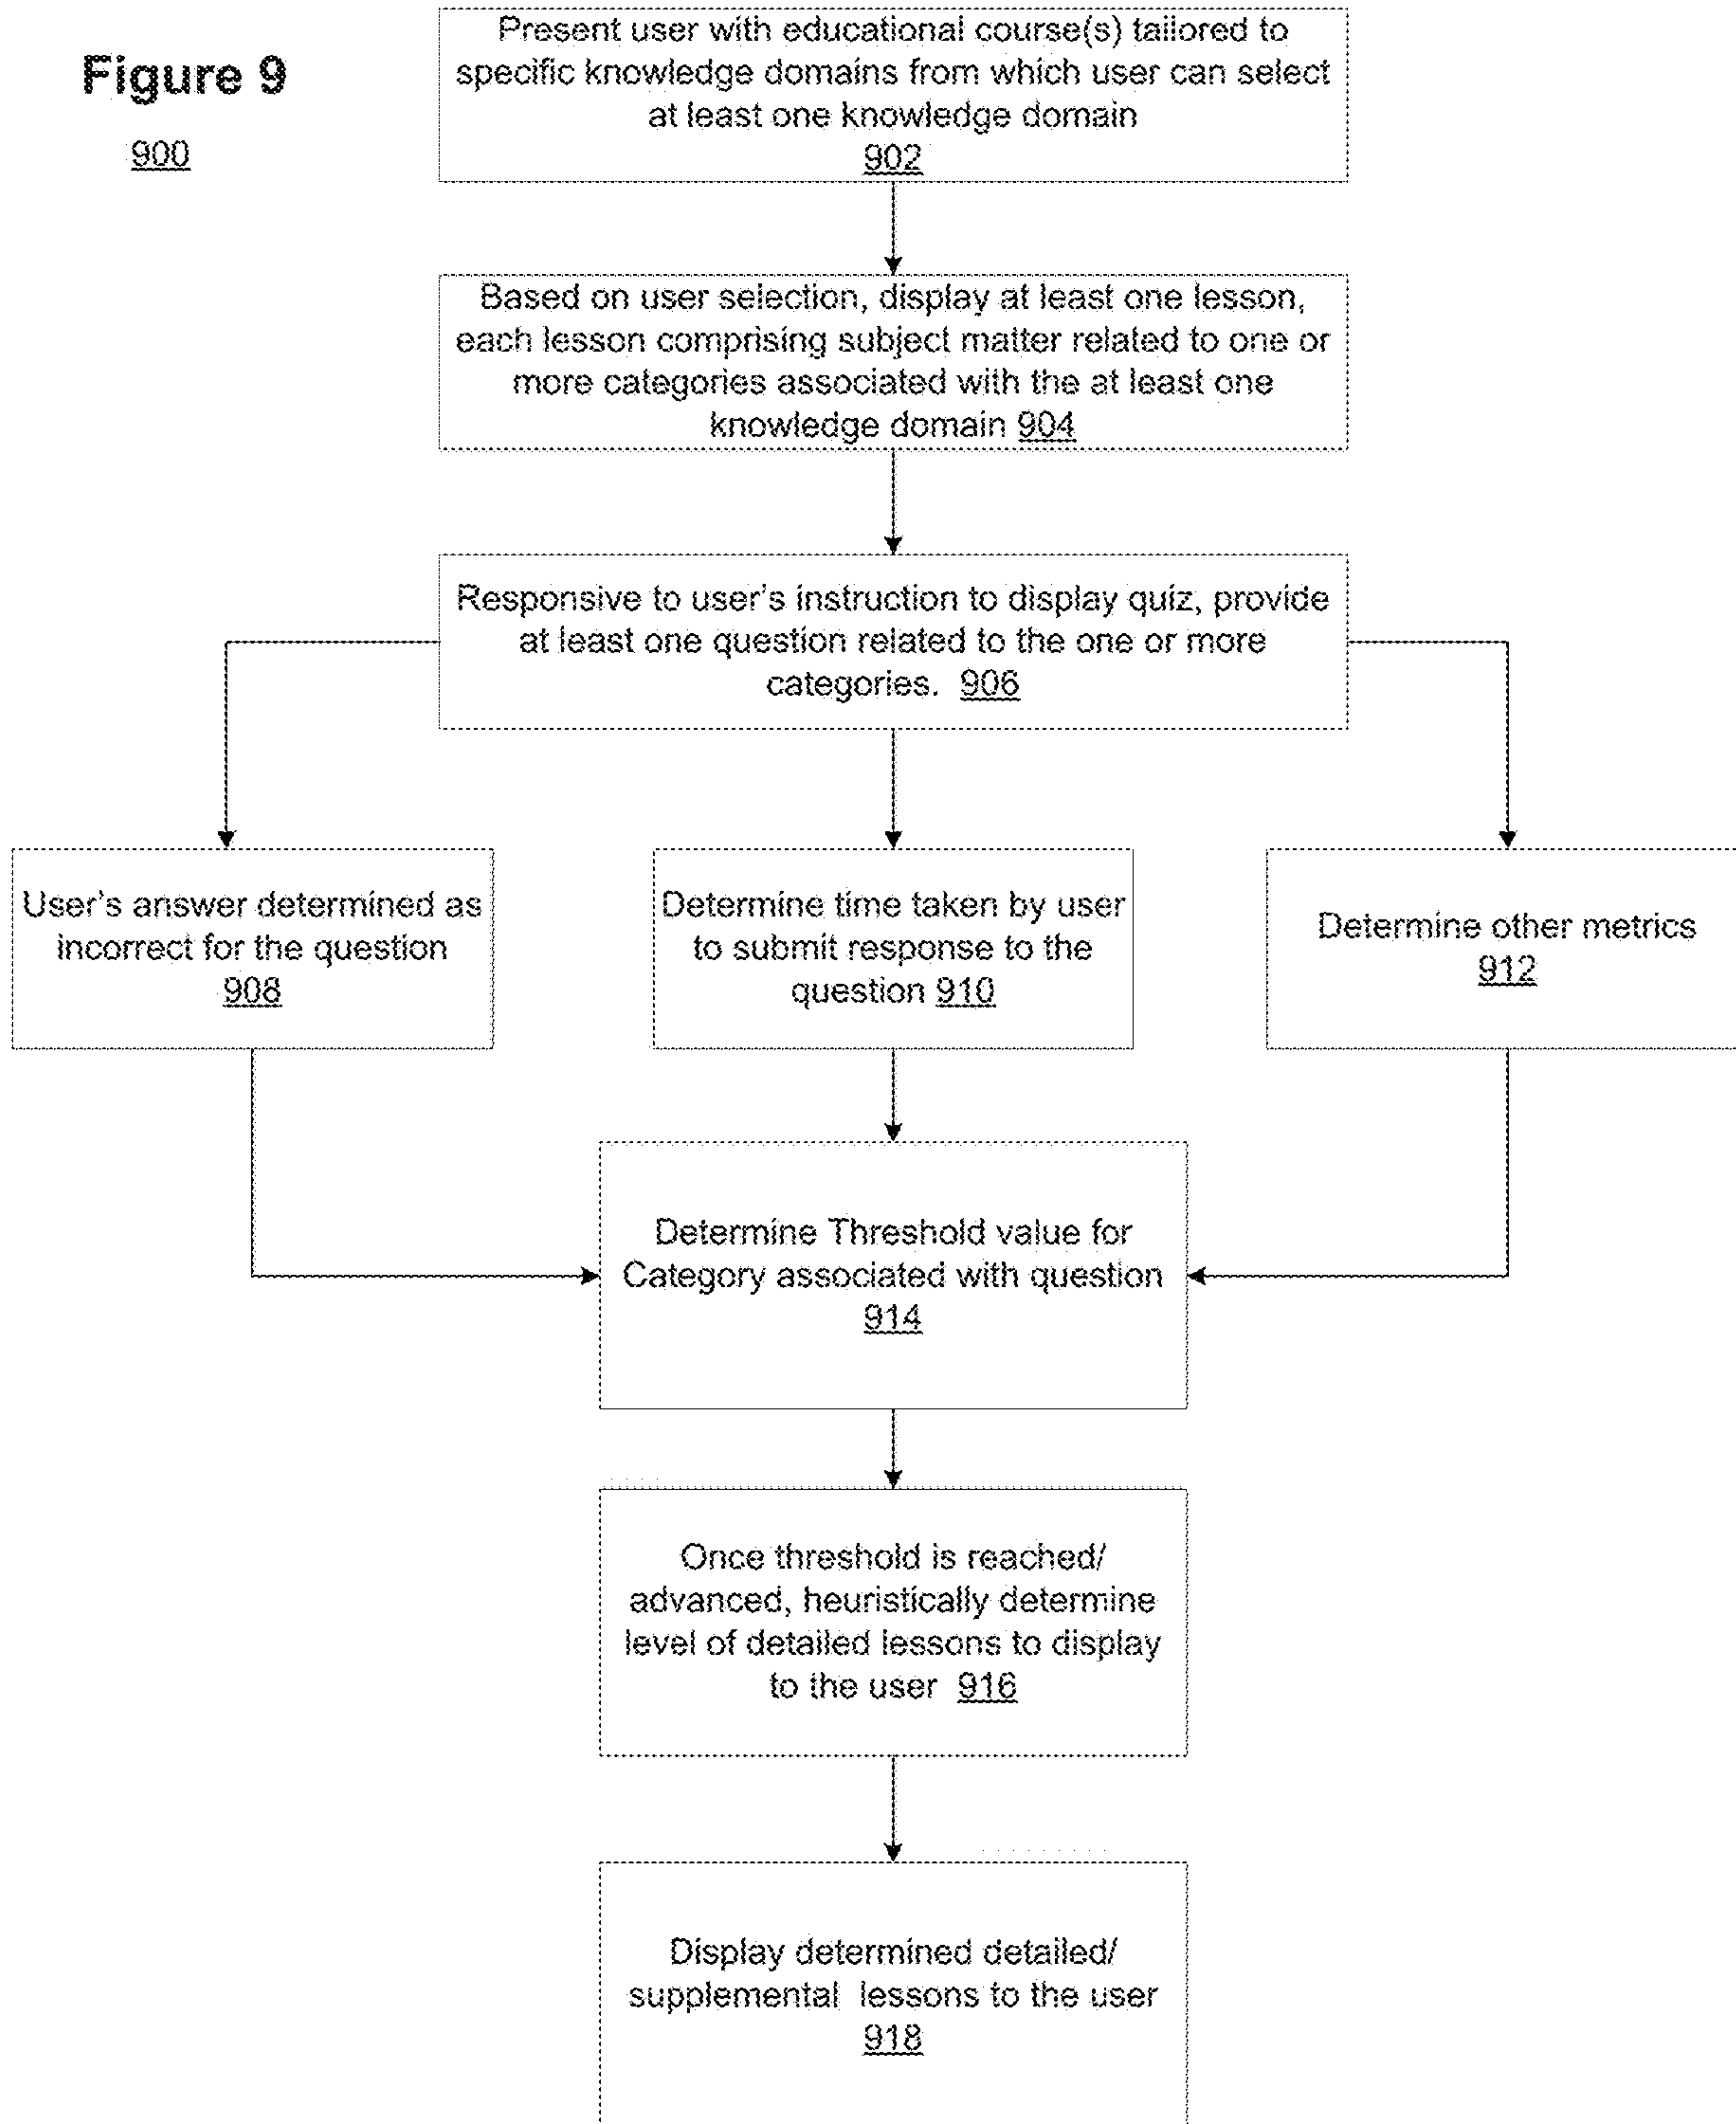 Figure 9
900
Present user with educational course(s) tailored to
specific knowledge domains from which user can select
at least one knowledge domain
902
Based on user selection, display at least one lesson,
each lesson comprising subject matter related to one or
more categories associated with the at least one
knowledge domain 904
Responsive to user's instruction to display quiz, provide
at least one question related to the one or more
categories. 906
User's answer determined as
incorrect for the question
908
Determine time taken by user
to submit response to the
question 910
Determine other metrics
912
Determine Threshold value for
Category associated with question
914
Once threshold is reached/
advanced, heuristically determine
level of detailed lessons to display
to the user 916
Display determined detailed/
supplemental lessons to the user
918